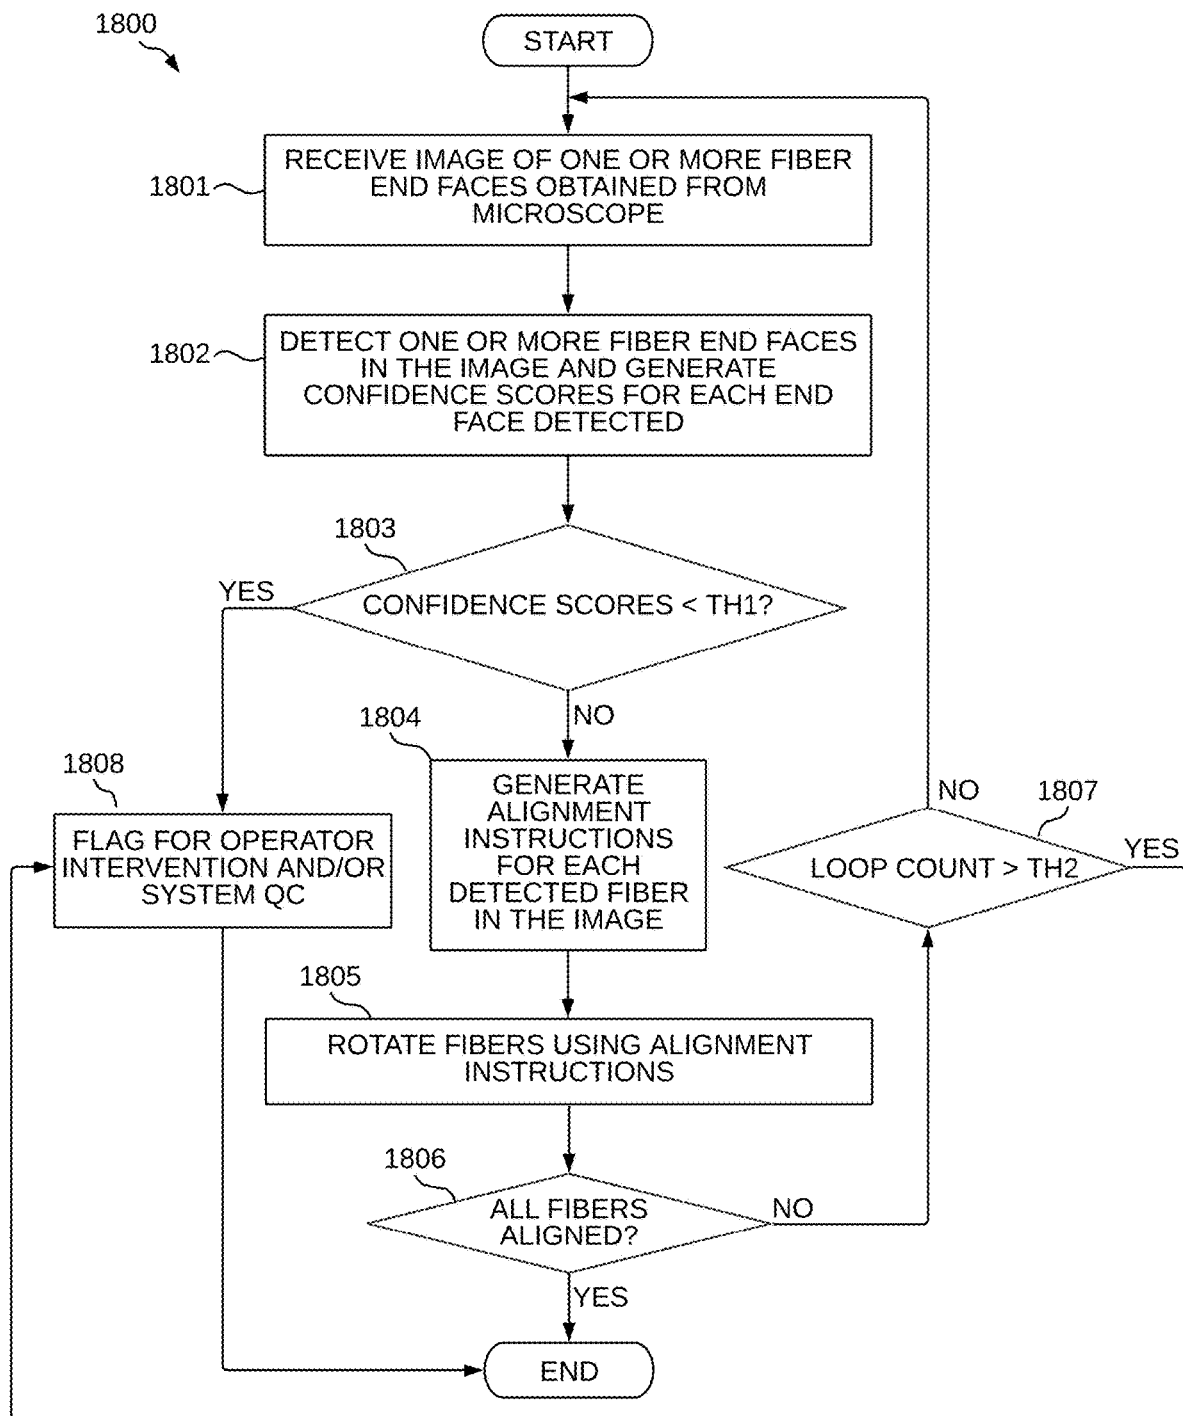 1800
START
1801
RECEIVE IMAGE OF ONE OR MORE FIBER
END FACES OBTAINED FROM
MICROSCOPE
1802
DETECT ONE OR MORE FIBER END FACES
IN THE IMAGE AND GENERATE
CONFIDENCE SCORES FOR EACH END
FACE DETECTED
1803
YES
CONFIDENCE SCORES < TH1?
NO
1804
GENERATE
ALIGNMENT
INSTRUCTIONS
FOR EACH
DETECTED FIBER
IN THE IMAGE
1808
FLAG FOR OPERATOR
INTERVENTION AND/OR
SYSTEM QC
NO
1807
LOOP COUNT > TH2
YES
1805
ROTATE FIBERS USING ALIGNMENT
INSTRUCTIONS
1806
ALL FIBERS
ALIGNED?
NO
YES
END